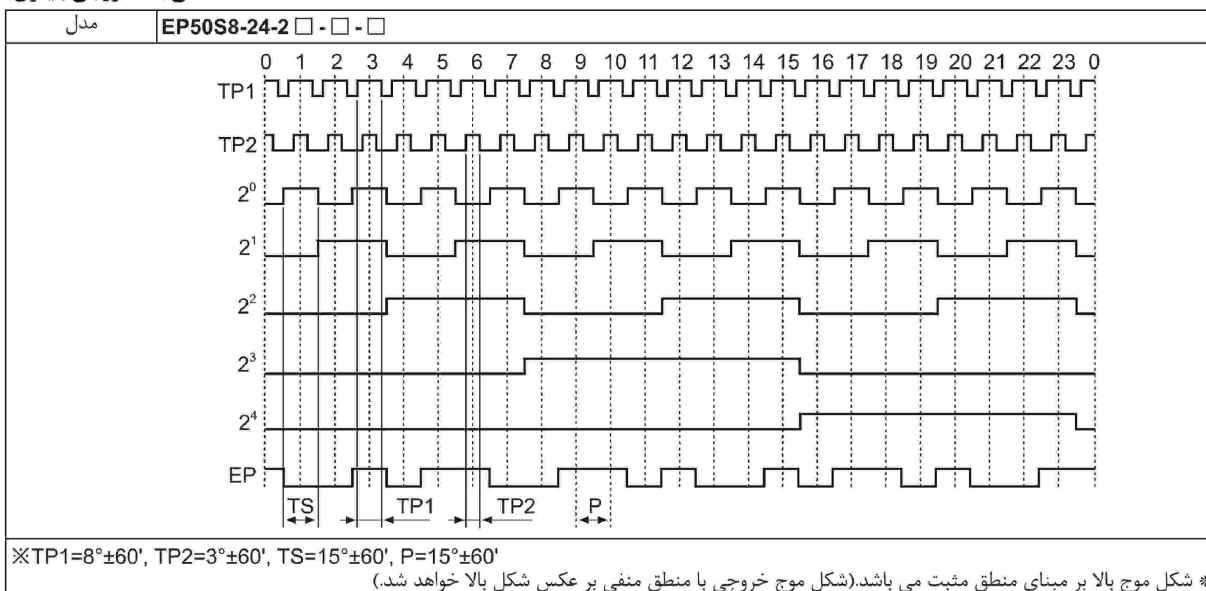 مدل EP50S8-24-2 □ - □ - □
0 1 2 3 4 5 6 7 8 9 10 11 12 13 14 15 16 17 18 19 20 21 22 23 0
TP1
TP2
2⁰
2¹
2²
2³
2⁴
EP
TS TP1 TP2 P
※TP1=8°±60', TP2=3°±60', TS=15°±60', P=15°±60'
* شکل موج بالا بر مبنای منطق مثبت می باشد.(شکل موج خروجی با منطق منفی بر عکس شکل بالا خواهد شد.)